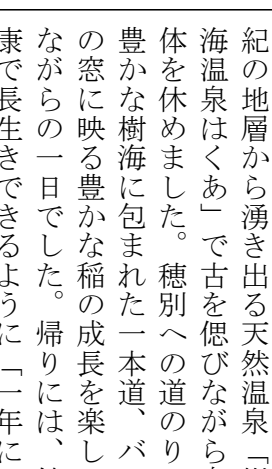 紀の地層から湧き出る天然温泉「
海温泉はくあ」で古を偲びながら
体を休めました。穂別への道のり
豊かな樹海に包まれた一本道、バ
の窓に映る豊かな稲の成長を楽し
ながらの一日でした。帰りには、
康で長生きできるように「一年に